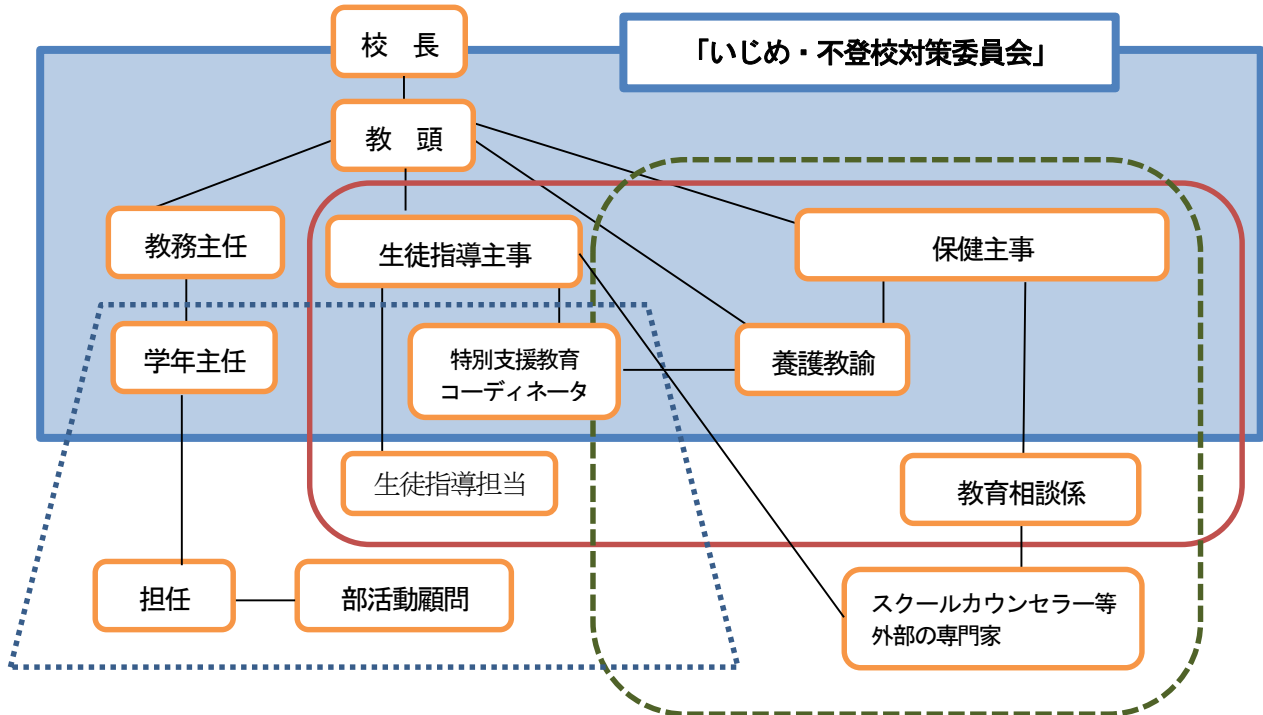 校　長
「いじめ・不登校対策委員会」
教　頭
教務主任
生徒指導主事
保健主事
学年主任
特別支援教育
コーディネータ
養護教諭
生徒指導担当
教育相談係
担任
部活動顧問
スクールカウンセラー等
外部の専門家